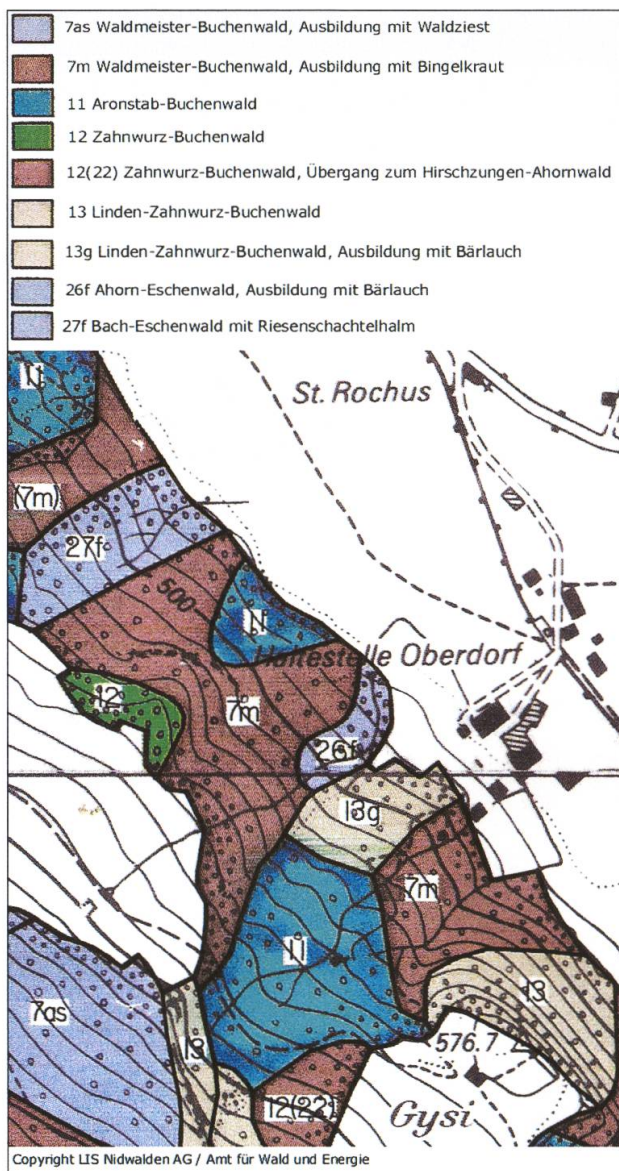 7as Waldmeister-Buchenwald, Ausbildung mit Waldziest
7m Waldmeister-Buchenwald, Ausbildung mit Bingelkraut
11 Aronstab-Buchenwald
12 Zahnwurz-Buchenwald
12(22) Zahnwurz-Buchenwald, Übergang zum Hirschzungen-Ahornwald
13 Linden-Zahnwurz-Buchenwald
13g Linden-Zahnwurz-Buchenwald, Ausbildung mit Bärlauch
26f Ahorn-Eschenwald, Ausbildung mit Bärlauch
27f Bach-Eschenwald mit Riesenschachtelhalm
11
St. Rochus
(7m)
27f
500
11
Haltestelle Oberdorf
12
7m
26f
13g
7m
11
13
7as
13
576.7
12(22)
Gysi
Copyright LIS Nidwalden AG / Amt für Wald und Energie